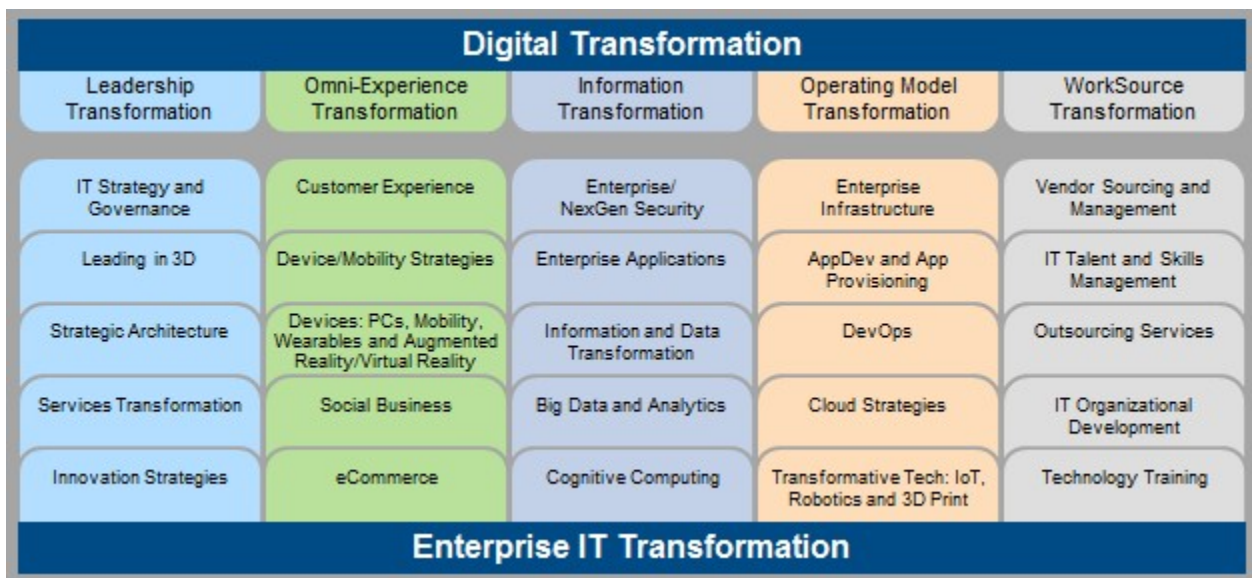 Digital Transformation
Leadership
Transformation
Omni-Experience
Transformation
Information
Transformation
Operating Model
Transformation
WorkSource
Transformation
IT Strategy and
Governance
Customer Experience
Enterprise/
NexGen Security
Enterprise
Infrastructure
Vendor Sourcing and
Management
Leading in 3D
Device/Mobility Strategies
Enterprise Applications
AppDev and App
Provisioning
IT Talent and Skills
Management
Strategic Architecture
Devices: PCs, Mobility,
Wearables and Augmented
Reality/Virtual Reality
Information and Data
Transformation
DevOps
Outsourcing Services
Services Transformation
Social Business
Big Data and Analytics
Cloud Strategies
IT Organizational
Development
Innovation Strategies
eCommerce
Cognitive Computing
Transformative Tech: IoT,
Robotics and 3D Print
Technology Training
Enterprise IT Transformation